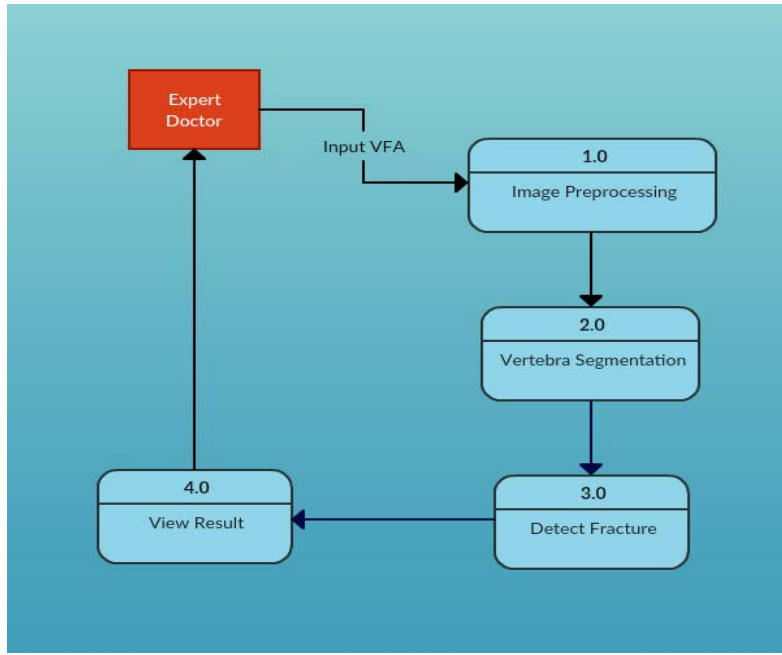 Expert
Doctor
Input VFA
1.0
Image Preprocessing
2.0
Vertebra Segmentation
3.0
Detect Fracture
4.0
View Result